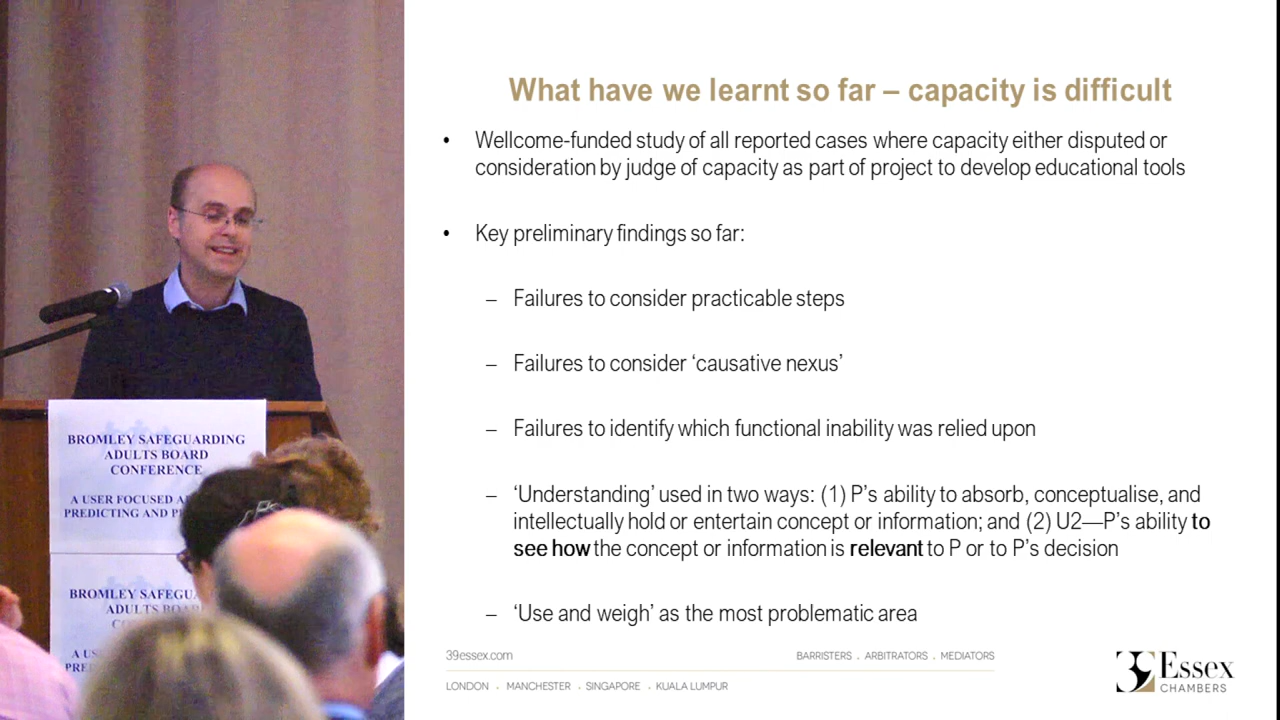 What have we learnt so far – capacity is difficult
• Wellcome-funded study of all reported cases where capacity either disputed or
consideration by judge of capacity as part of project to develop educational tools
• Key preliminary findings so far:
– Failures to consider practicable steps
– Failures to consider ‘causative nexus’
– Failures to identify which functional inability was relied upon
– ‘Understanding’ used in two ways: (1) P’s ability to absorb, conceptualise, and
intellectually hold or entertain concept or information; and (2) U2—P’s ability to
see how the concept or information is relevant to P or to P’s decision
– ‘Use and weigh’ as the most problematic area
39essex.com
BARRISTERS . ARBITRATORS . MEDIATORS
LONDON . MANCHESTER . SINGAPORE . KUALA LUMPUR
39 Essex
CHAMBERS
BROMLEY SAFEGUARDING
ADULTS BOARD
CONFERENCE
A USER FOCUSED
PREDICTING AND
BROMLEY
ADULTS